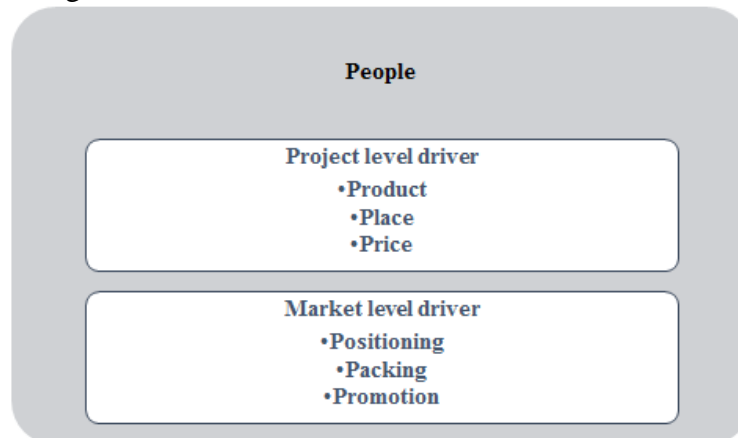 People
Project level driver
•Product
•Place
•Price
Market level driver
•Positioning
•Packing
•Promotion